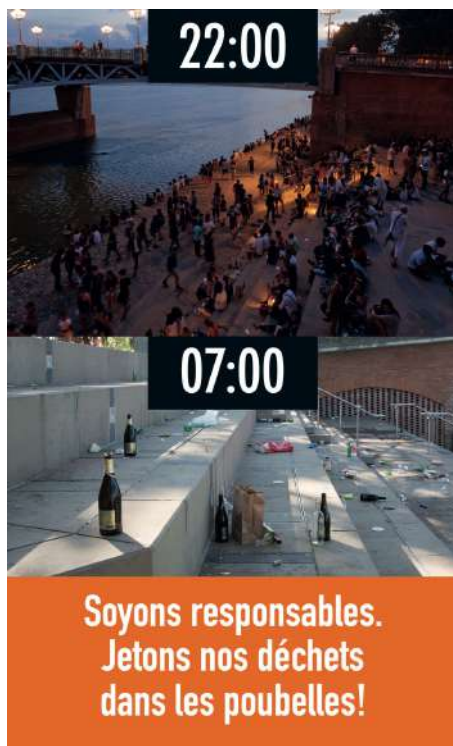 22:00
07:00
Soyons responsables.
Jetons nos déchets
dans les poubelles!